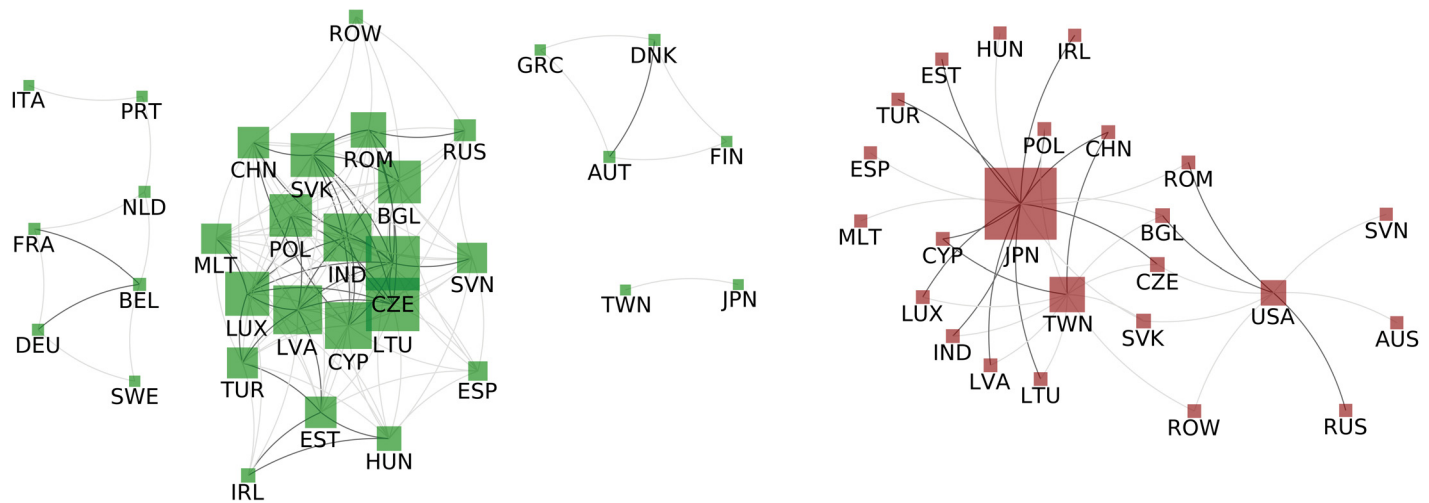 ITA
PRT
NLD
FRA
BEL
DEU
SWE
ROW
CHN
SVK
ROM
RUS
BGL
POL
MLT
IND
CZE
SVN
LUX
LVA
CYP
LTU
TUR
ESP
EST
HUN
IRL
GRC
DNK
AUT
FIN
TWN
JPN
HUN
IRL
EST
TUR
ESP
POL
CHN
ROM
MLT
CYP
JPN
BGL
SVN
CZE
LUX
TWN
USA
IND
SVK
AUS
LVA
LTU
ROW
RUS